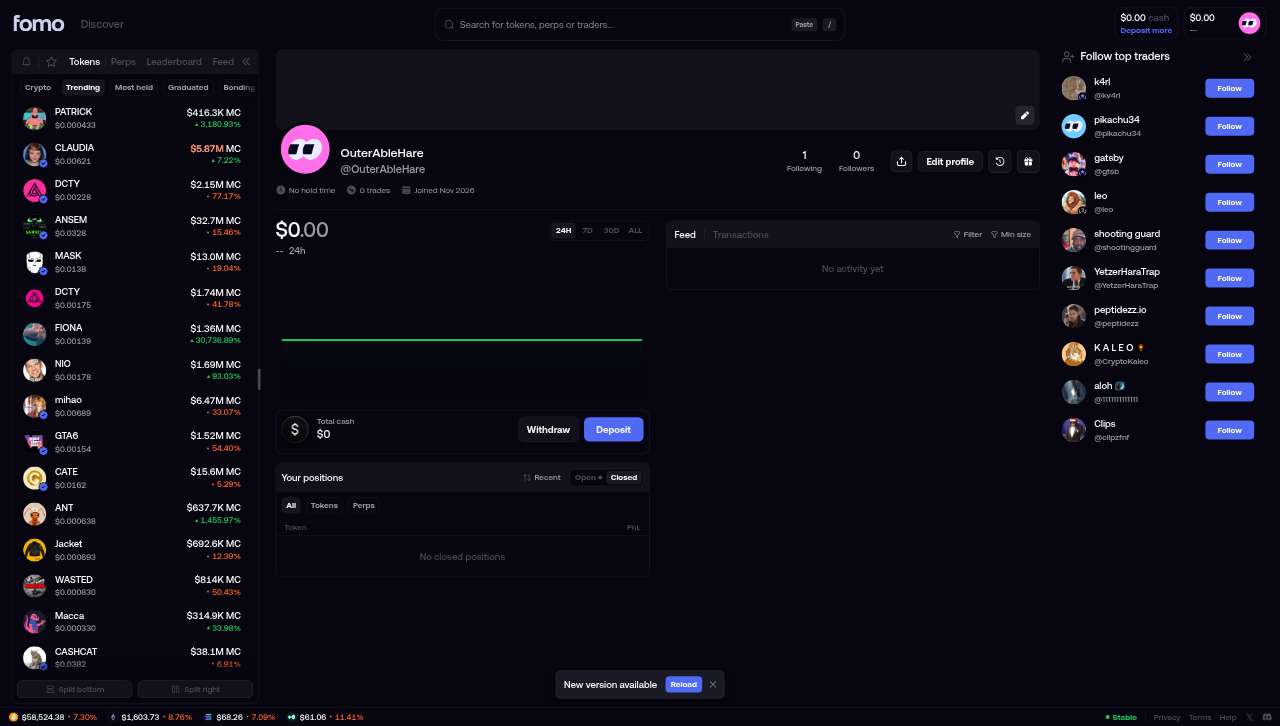 fomo
Discover
Search for tokens, perps or traders...
Paste
/
$0.00 cash
Deposit more
$0.00
—
Tokens Perps Leaderboard Feed
Crypto Trending Most held Graduated Bonding
PATRICK $416.3K MC
$0.000433 3,180.93%
CLAUDIA $5.87M MC
$0.00621 7.22%
DCTY $2.15M MC
$0.00228 77.17%
ANSEM $32.7M MC
$0.0328 15.46%
MASK $13.0M MC
$0.0138 19.04%
DCTY $1.74M MC
$0.00175 41.78%
FIONA $1.36M MC
$0.00139 30,736.89%
NIO $1.69M MC
$0.00178 93.03%
mihao $6.47M MC
$0.00689 33.07%
GTA6 $1.52M MC
$0.00154 54.40%
CATE $15.6M MC
$0.0162 5.29%
ANT $637.7K MC
$0.000638 1,455.97%
Jacket $692.6K MC
$0.000693 12.39%
WASTED $814K MC
$0.000830 50.43%
Macca $314.9K MC
$0.000330 33.98%
CASHCAT $38.1M MC
$0.0382 6.91%
Split bottom Split right
OuterAbleHare
@OuterAbleHare
1
Following
0
Followers
Edit profile
No hold time 0 trades Joined Nov 2026
$0.00
-- 24h
24H 7D 30D ALL
Total cash
$0
Withdraw Deposit
Your positions Recent Open Closed
All Tokens Perps
Token PnL
No closed positions
Feed Transactions Filter Min size
No activity yet
Follow top traders
k4rl
@kv4rl
Follow
pikachu34
@pikachu34
Follow
gatsby
@gtsb
Follow
leo
@leo
Follow
shooting guard
@shootingguard
Follow
YetzerHaraTrap
@YetzerHaraTrap
Follow
peptidezz.io
@peptidezz
Follow
K A L E O
@CryptoKaleo
Follow
aloh
Follow
Clips
@clipzfnf
Follow
New version available Reload
$58,524.38 7.30% $1,603.73 8.76% $68.26 7.09% $61.06 11.41%
Stable Privacy Terms Help